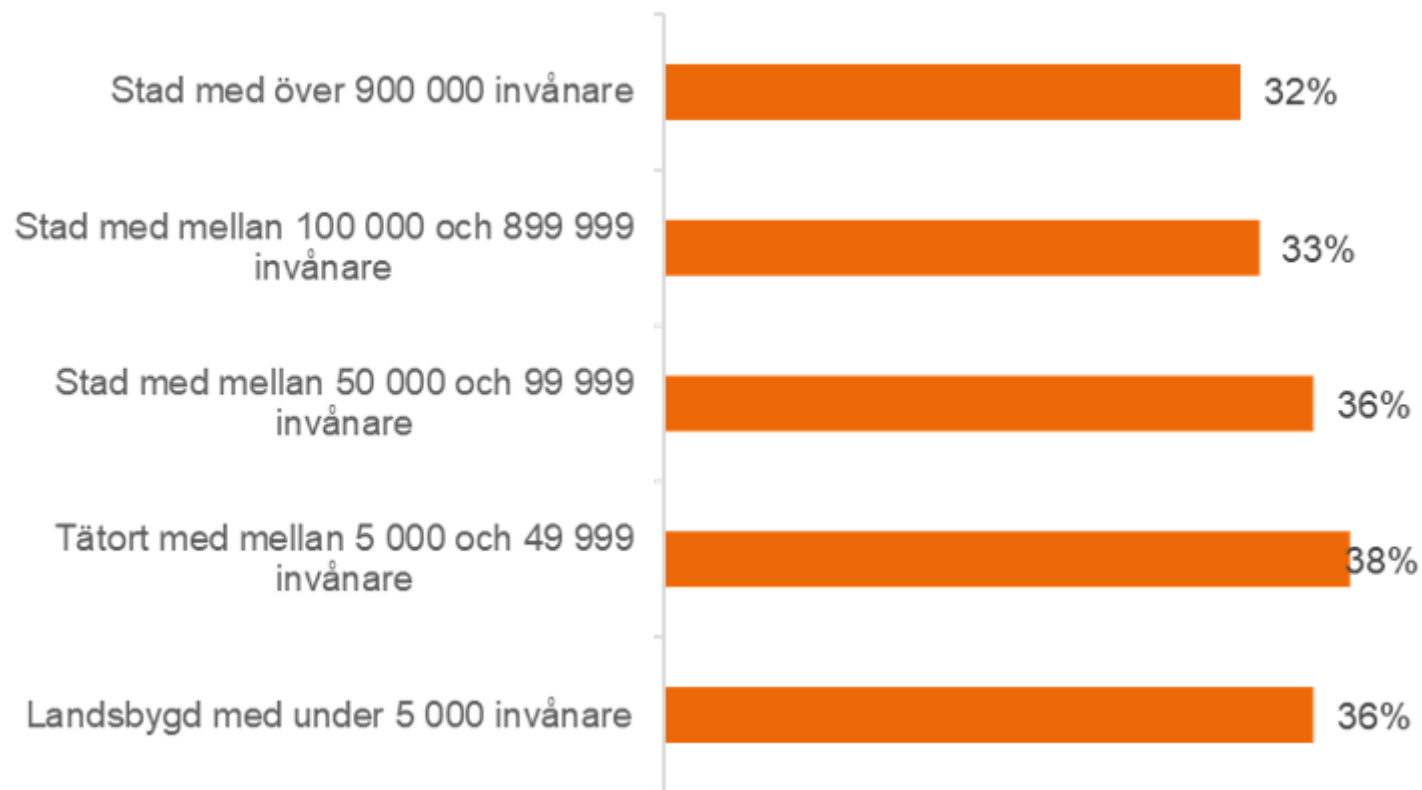 Stad med över 900 000 invånare
32%
Stad med mellan 100 000 och 899 999
invånare
33%
Stad med mellan 50 000 och 99 999
invånare
36%
Tätort med mellan 5 000 och 49 999
invånare
38%
Landsbygd med under 5 000 invånare
36%